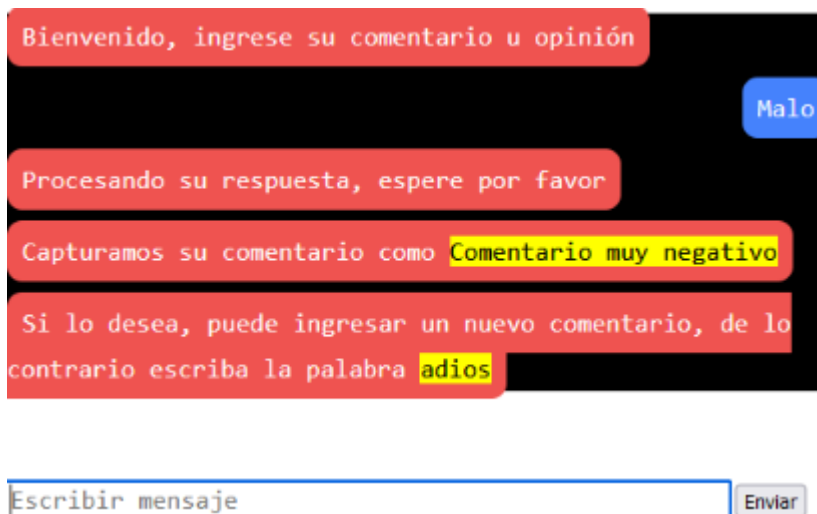 Bienvenido, ingrese su comentario u opinión
Malo
Procesando su respuesta, espere por favor
Capturamos su comentario como Comentario muy negativo
Si lo desea, puede ingresar un nuevo comentario, de lo
contrario escriba la palabra adios
Escribir mensaje
Enviar